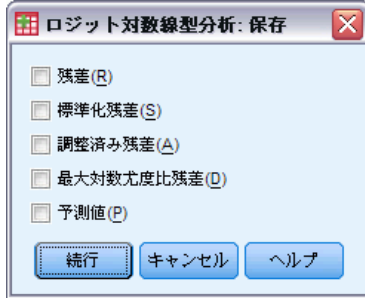 ロジット対数線型分析: 保存
残差(R)
標準化残差(S)
調整済み残差(A)
最大対数尤度比残差(D)
予測値(P)
続行 キャンセル ヘルプ